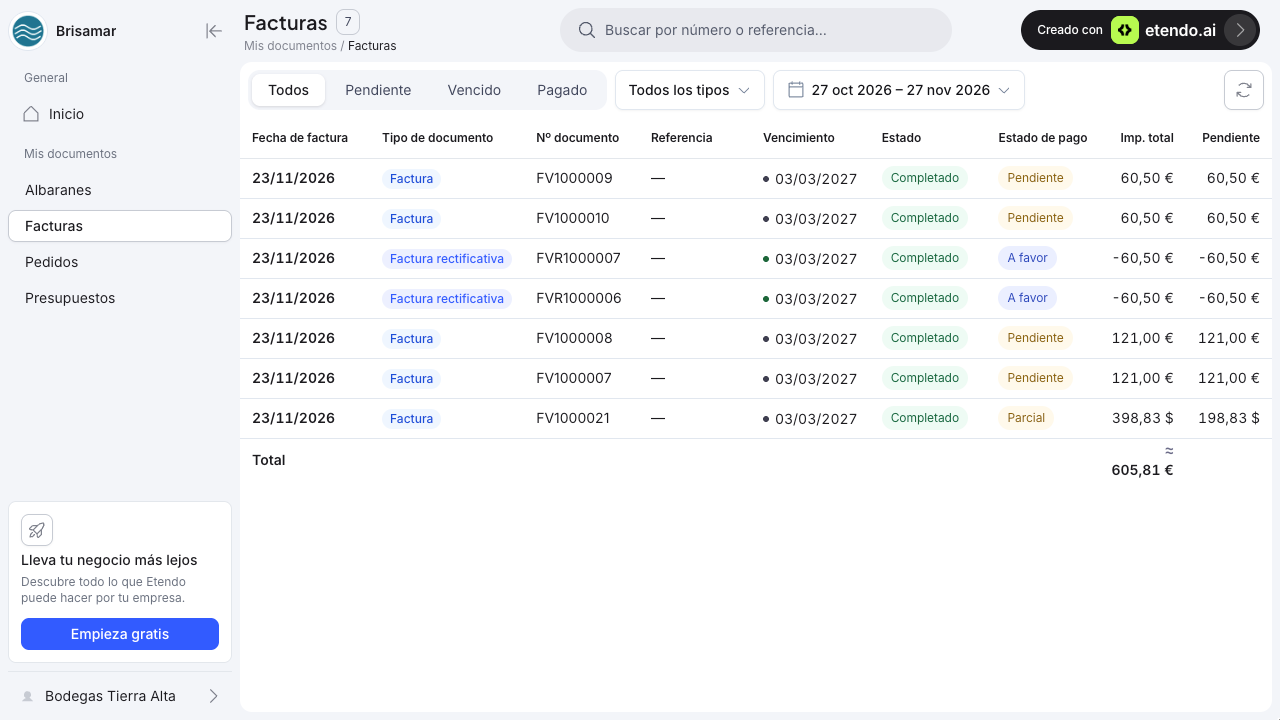 Brisamar
General
Inicio
Mis documentos
Albaranes
Facturas
Pedidos
Presupuestos
Lleva tu negocio más lejos
Descubre todo lo que Etendo
puede hacer por tu empresa.
Empieza gratis
Bodegas Tierra Alta
Facturas 7
Mis documentos / Facturas
Buscar por número o referencia...
Creado con etendo.ai
Todos Pendiente Vencido Pagado Todos los tipos 27 oct 2026 – 27 nov 2026
Fecha de factura Tipo de documento Nº documento Referencia Vencimiento Estado Estado de pago Imp. total Pendiente
23/11/2026 Factura FV1000009 — 03/03/2027 Completado Pendiente 60,50 € 60,50 €
23/11/2026 Factura FV1000010 — 03/03/2027 Completado Pendiente 60,50 € 60,50 €
23/11/2026 Factura rectificativa FVR1000007 — 03/03/2027 Completado A favor -60,50 € -60,50 €
23/11/2026 Factura rectificativa FVR1000006 — 03/03/2027 Completado A favor -60,50 € -60,50 €
23/11/2026 Factura FV1000008 — 03/03/2027 Completado Pendiente 121,00 € 121,00 €
23/11/2026 Factura FV1000007 — 03/03/2027 Completado Pendiente 121,00 € 121,00 €
23/11/2026 Factura FV1000021 — 03/03/2027 Completado Parcial 398,83 $ 198,83 $
Total ≈ 605,81 €